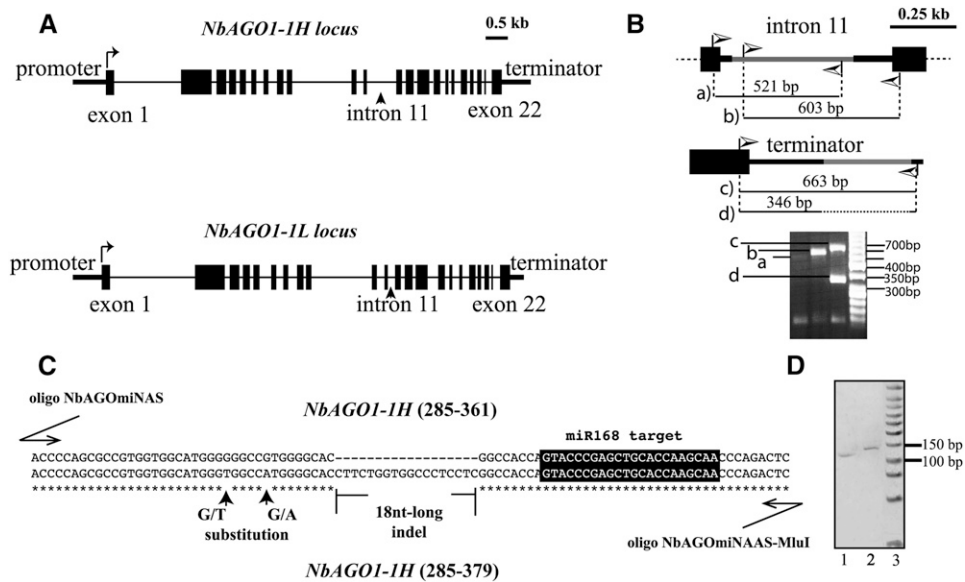 A
NbAGO1-1H locus
0.5 kb
promoter
terminator
exon 1
intron 11
exon 22
NbAGO1-1L locus
promoter
terminator
exon 1
intron 11
exon 22
B
0.25 kb
intron 11
a)
521 bp
b)
603 bp
terminator
c)
663 bp
d)
346 bp
c
b
a
d
700bp
400bp
350bp
300bp
C
oligo NbAGOmiNAS
NbAGO1-1H (285-361)
miR168 target
ACCCCAGCGCCGTGGTGGCATGGGGGGCCGTGGGGCAC------------------GGCCACCAGTACCCGAGCTGCACCAAGCAACCCAGACTC
ACCCCAGCGCCGTGGTGGCATGGGTGGCCATGGGGCACCTTCTGGTGGCCCTCCTCGGCCACCAGTACCCGAGCTGCACCAAGCAACCCAGACTC
************************ **** ********                  ***************************************
G/T G/A
substitution
18nt-long
indel
oligo NbAGOmiNAAS-MluI
NbAGO1-1H (285-379)
D
150 bp
100 bp
1 2 3